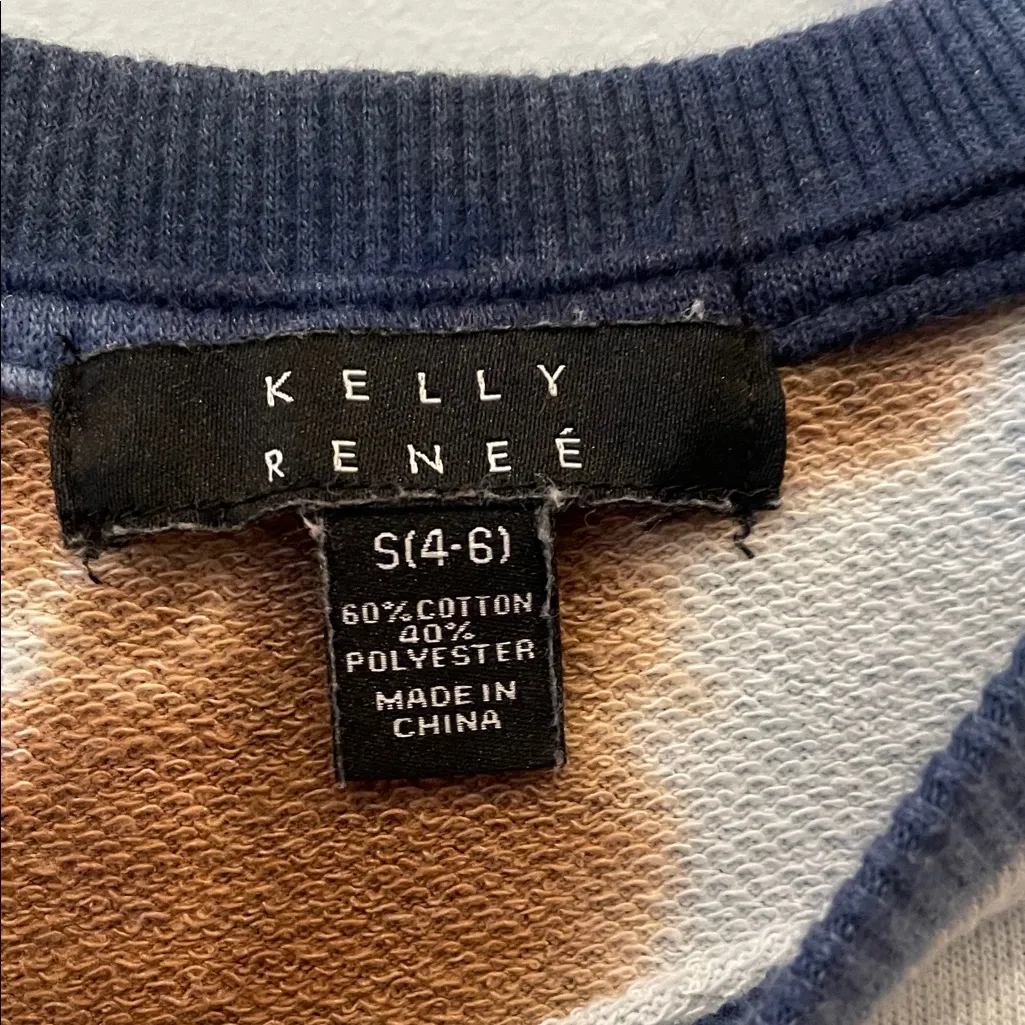 KELLY
RENEÉ
S(4-6)
60%COTTON
40%
POLYESTER
MADE IN
CHINA